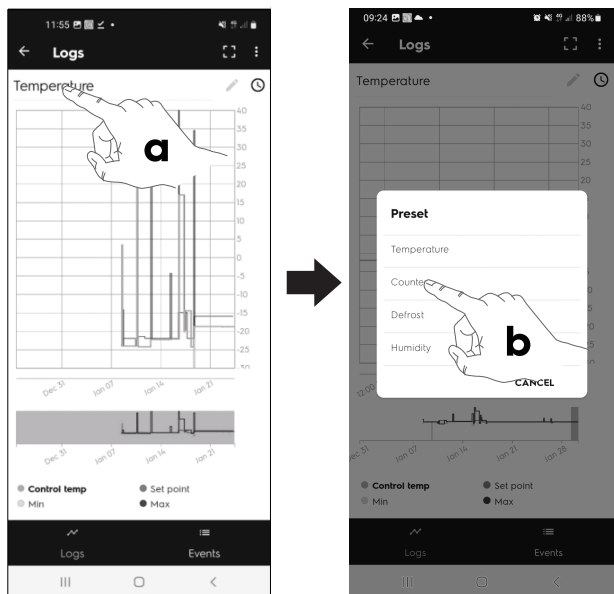 11:55
Logs
Temperature
a
40
35
30
25
20
15
10
5
0
-5
-10
-15
-20
-25
Dec 31
Jan 07
Jan 14
Jan 21
Dec 31
Jan 07
Jan 14
Jan 21
Control temp
Set point
Min
Max
Logs
Events
09:24
88%
Logs
Temperature
40
35
30
25
20
Preset
Temperature
Counte
Defrost
Humidity
b
CANCEL
12:00
Jan 07
Jan 14
Jan 21
Jan 28
Control temp
Set point
Min
Max
Logs
Events